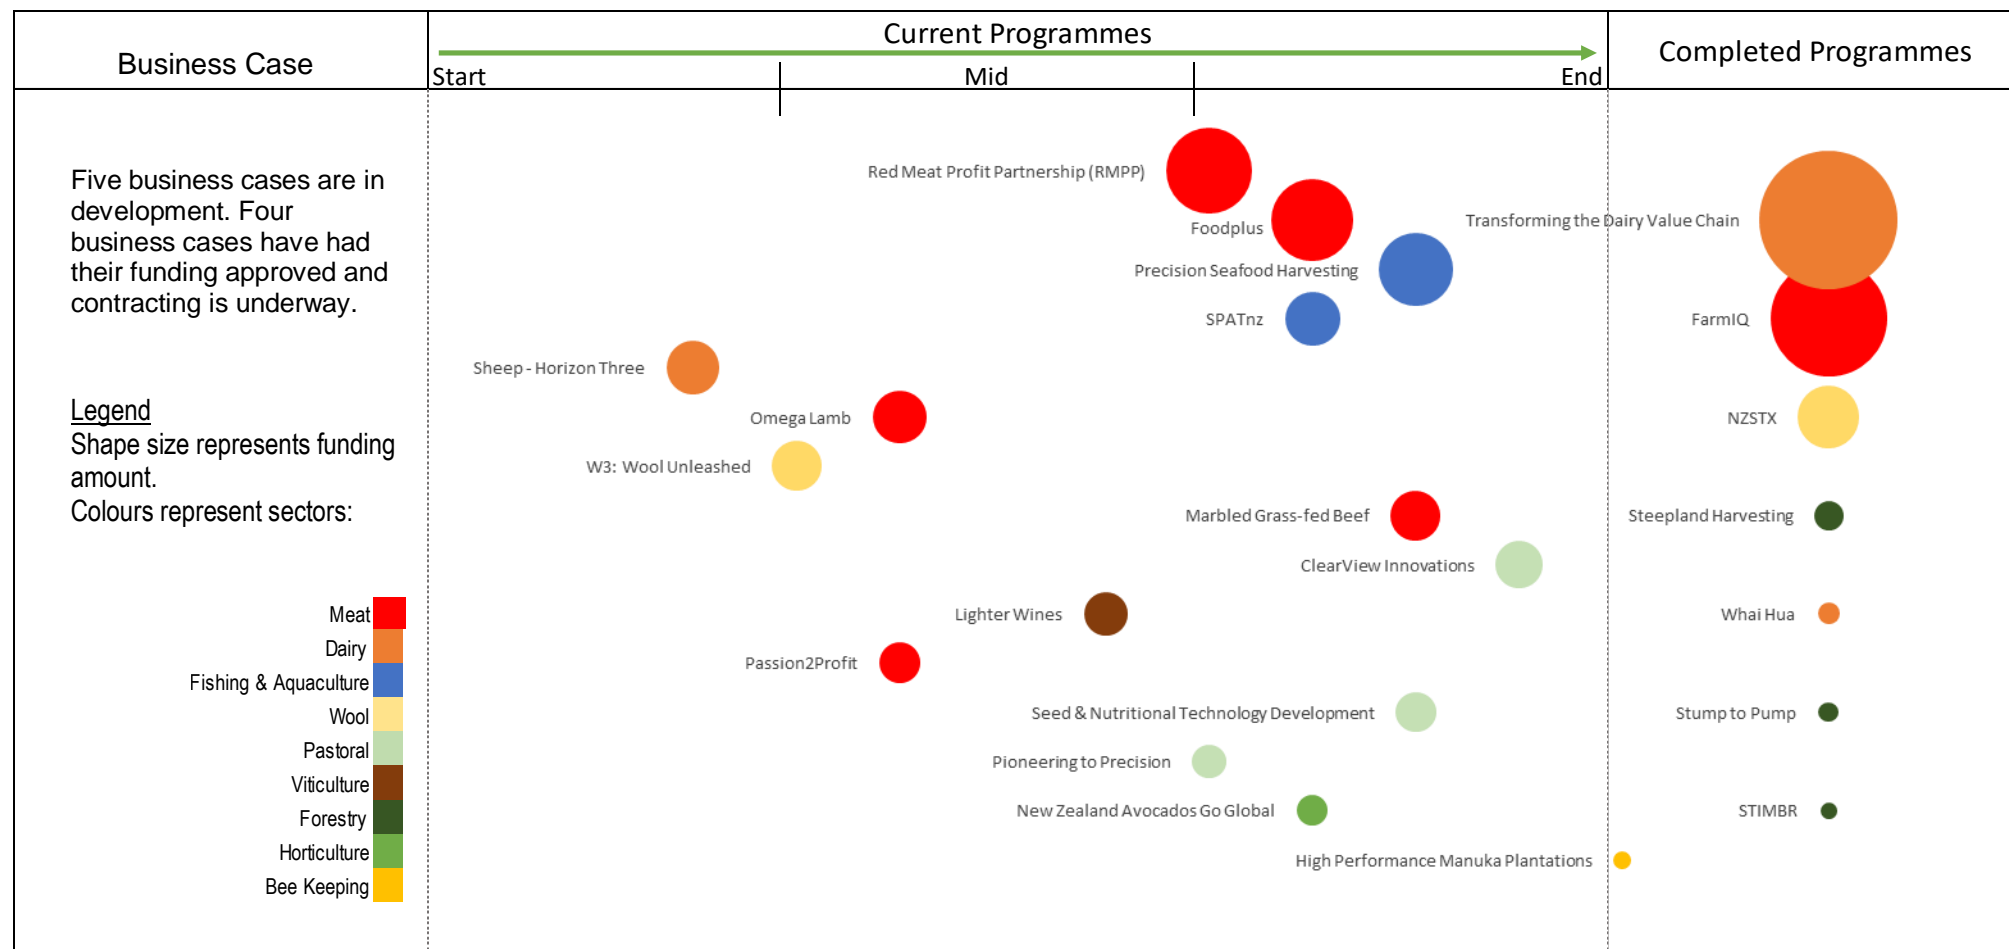 Business Case
Current Programmes
Start
Mid
End
Completed Programmes
Five business cases are in
development. Four
business cases have had
their funding approved and
contracting is underway.
Legend
Shape size represents funding
amount.
Colours represent sectors:
Meat
Dairy
Fishing & Aquaculture
Wool
Pastoral
Viticulture
Forestry
Horticulture
Bee Keeping
Red Meat Profit Partnership (RMPP)
Foodplus
Precision Seafood Harvesting
SPATnz
Sheep - Horizon Three
Omega Lamb
W3: Wool Unleashed
Marbled Grass-fed Beef
ClearView Innovations
Lighter Wines
Passion2Profit
Seed & Nutritional Technology Development
Pioneering to Precision
New Zealand Avocados Go Global
High Performance Manuka Plantations
Transforming the Dairy Value Chain
FarmIQ
NZSTX
Steepland Harvesting
Whai Hua
Stump to Pump
STIMBR